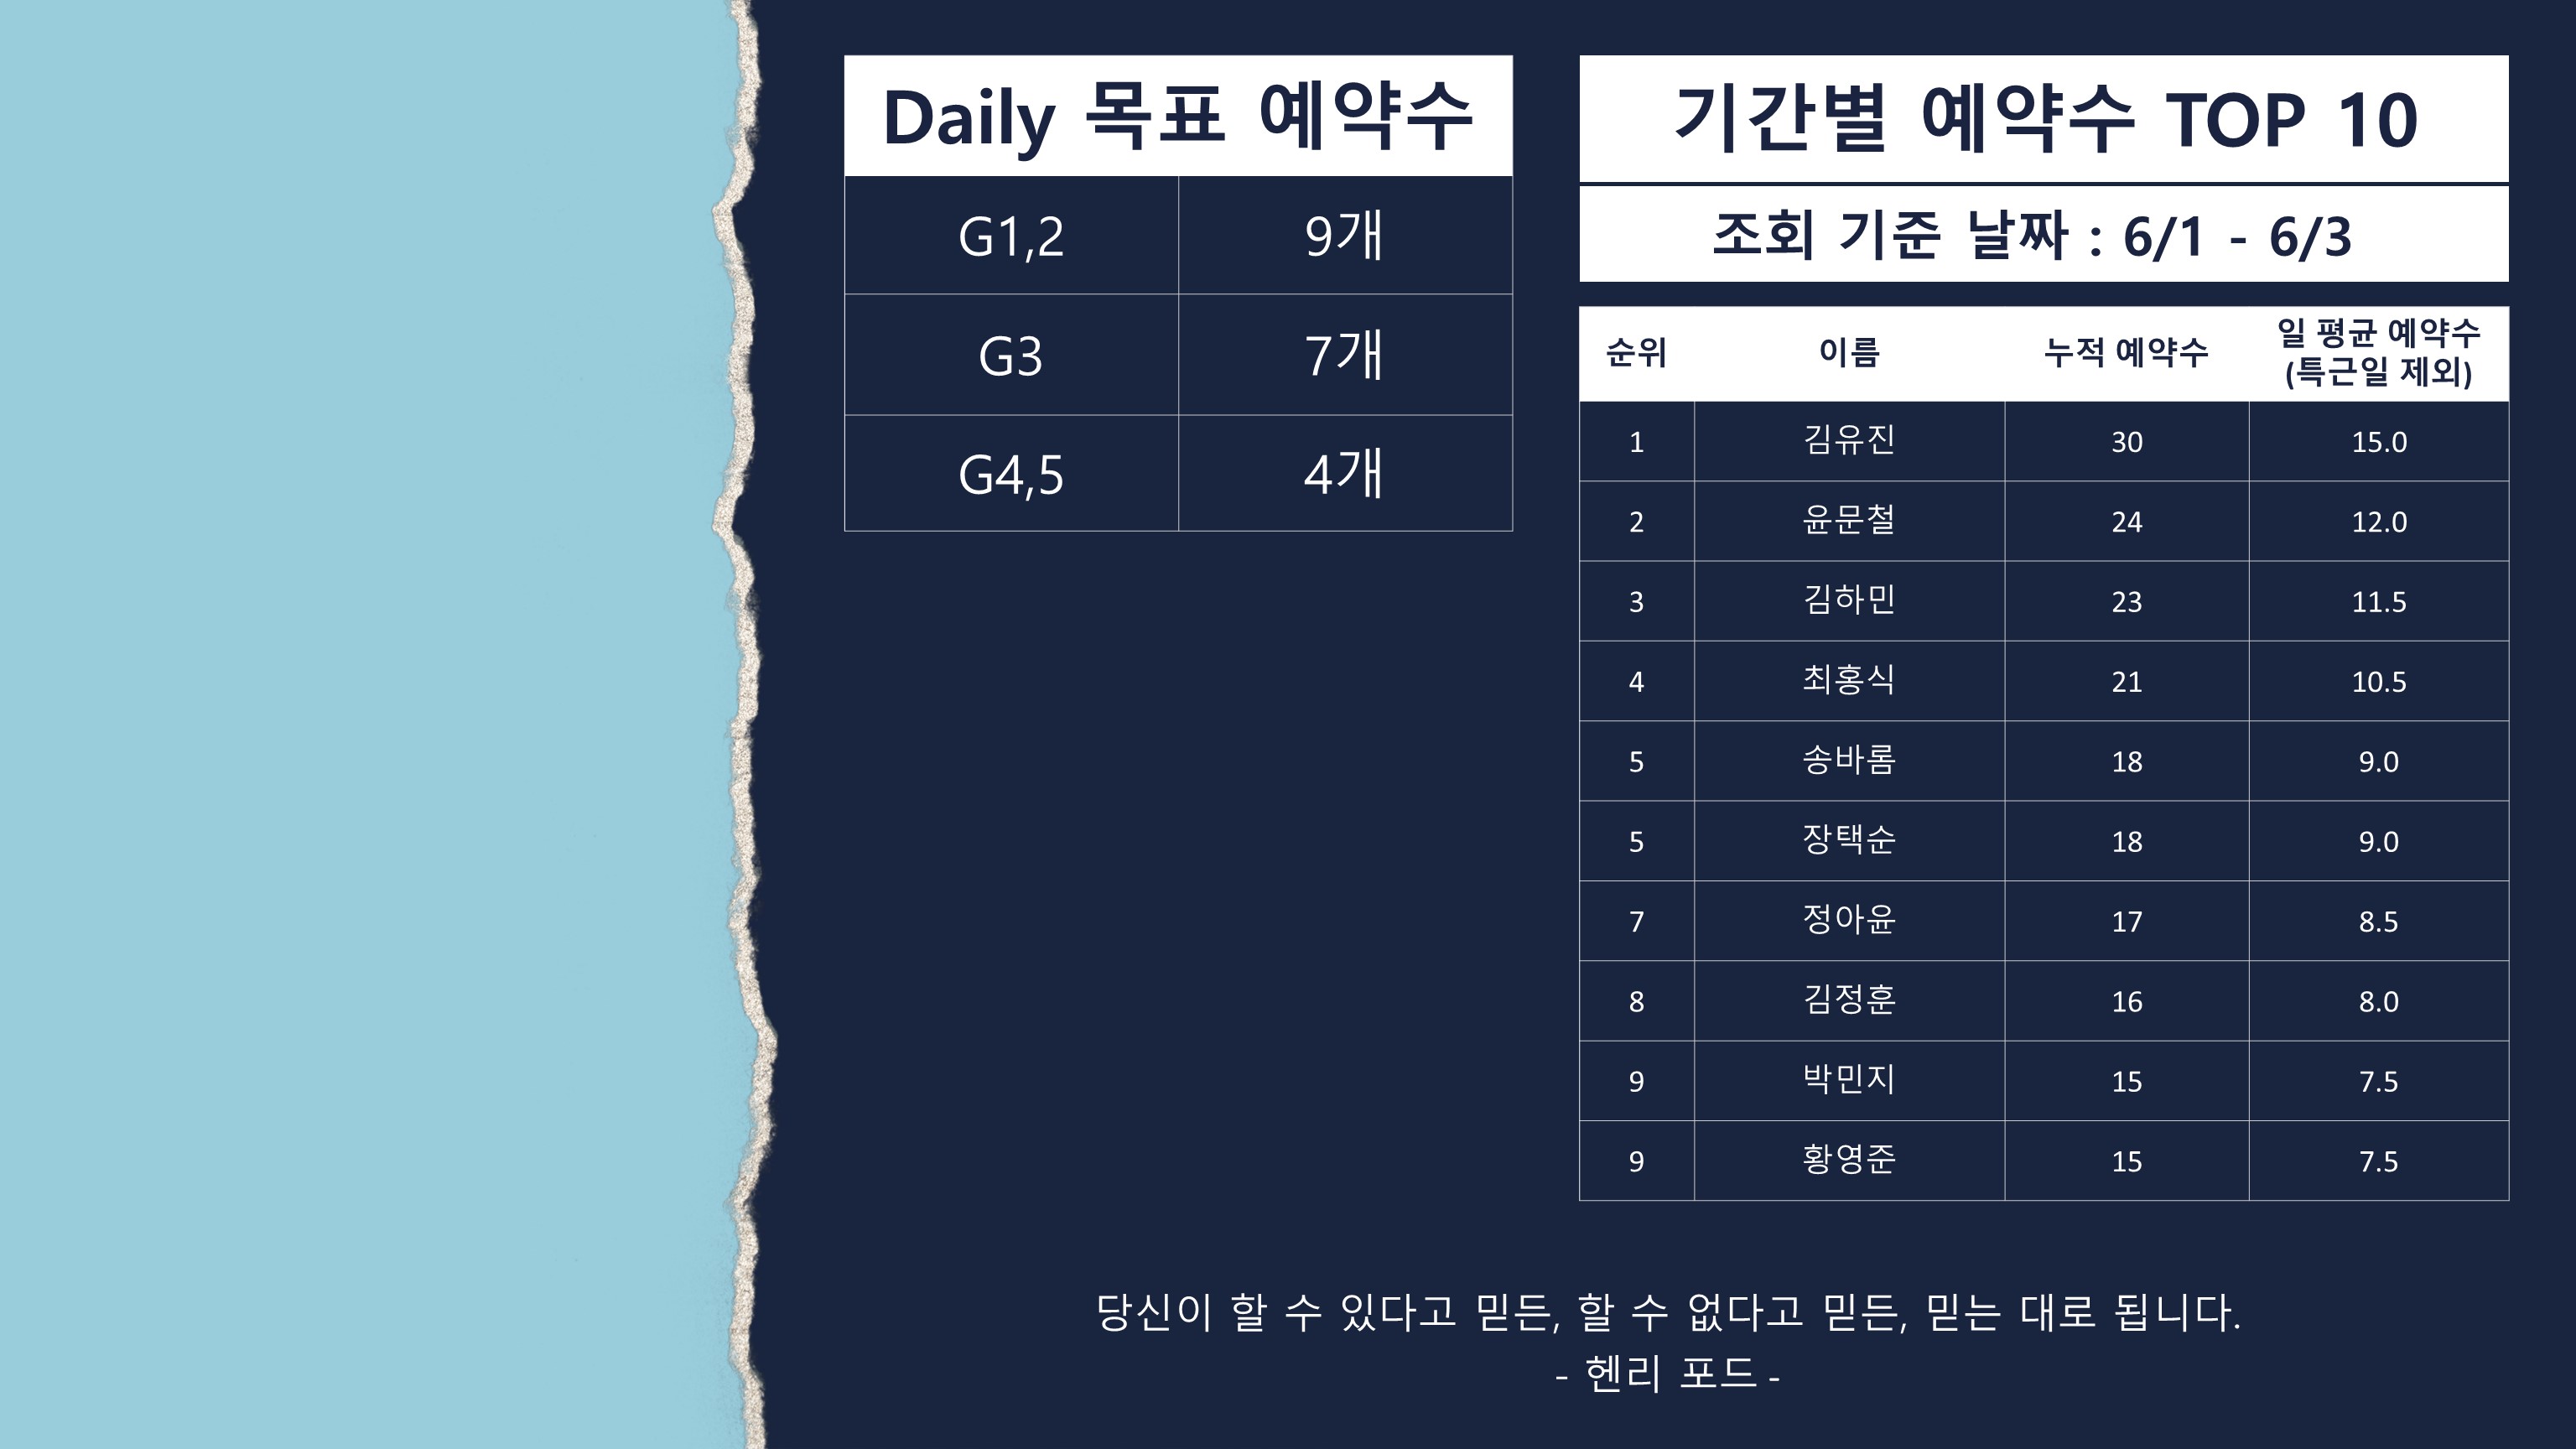 Daily 목표 예약수
G1,2 9개
G3 7개
G4,5 4개
기간별 예약수 TOP 10
조회 기준 날짜 : 6/1 - 6/3
순위 이름 누적 예약수 일 평균 예약수
(특근일 제외)
1 김유진 30 15.0
2 윤문철 24 12.0
3 김하민 23 11.5
4 최홍식 21 10.5
5 송바롬 18 9.0
5 장택순 18 9.0
7 정아윤 17 8.5
8 김정훈 16 8.0
9 박민지 15 7.5
9 황영준 15 7.5
당신이 할 수 있다고 믿든, 할 수 없다고 믿든, 믿는 대로 됩니다.
- 헨리 포드 -